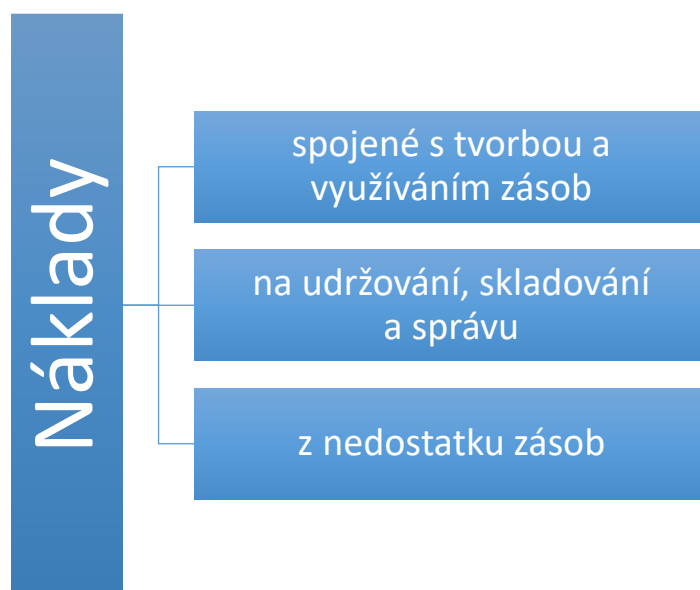 Náklady
spojené s tvorbou a
využíváním zásob
na udržování, skladování
a správu
z nedostatku zásob